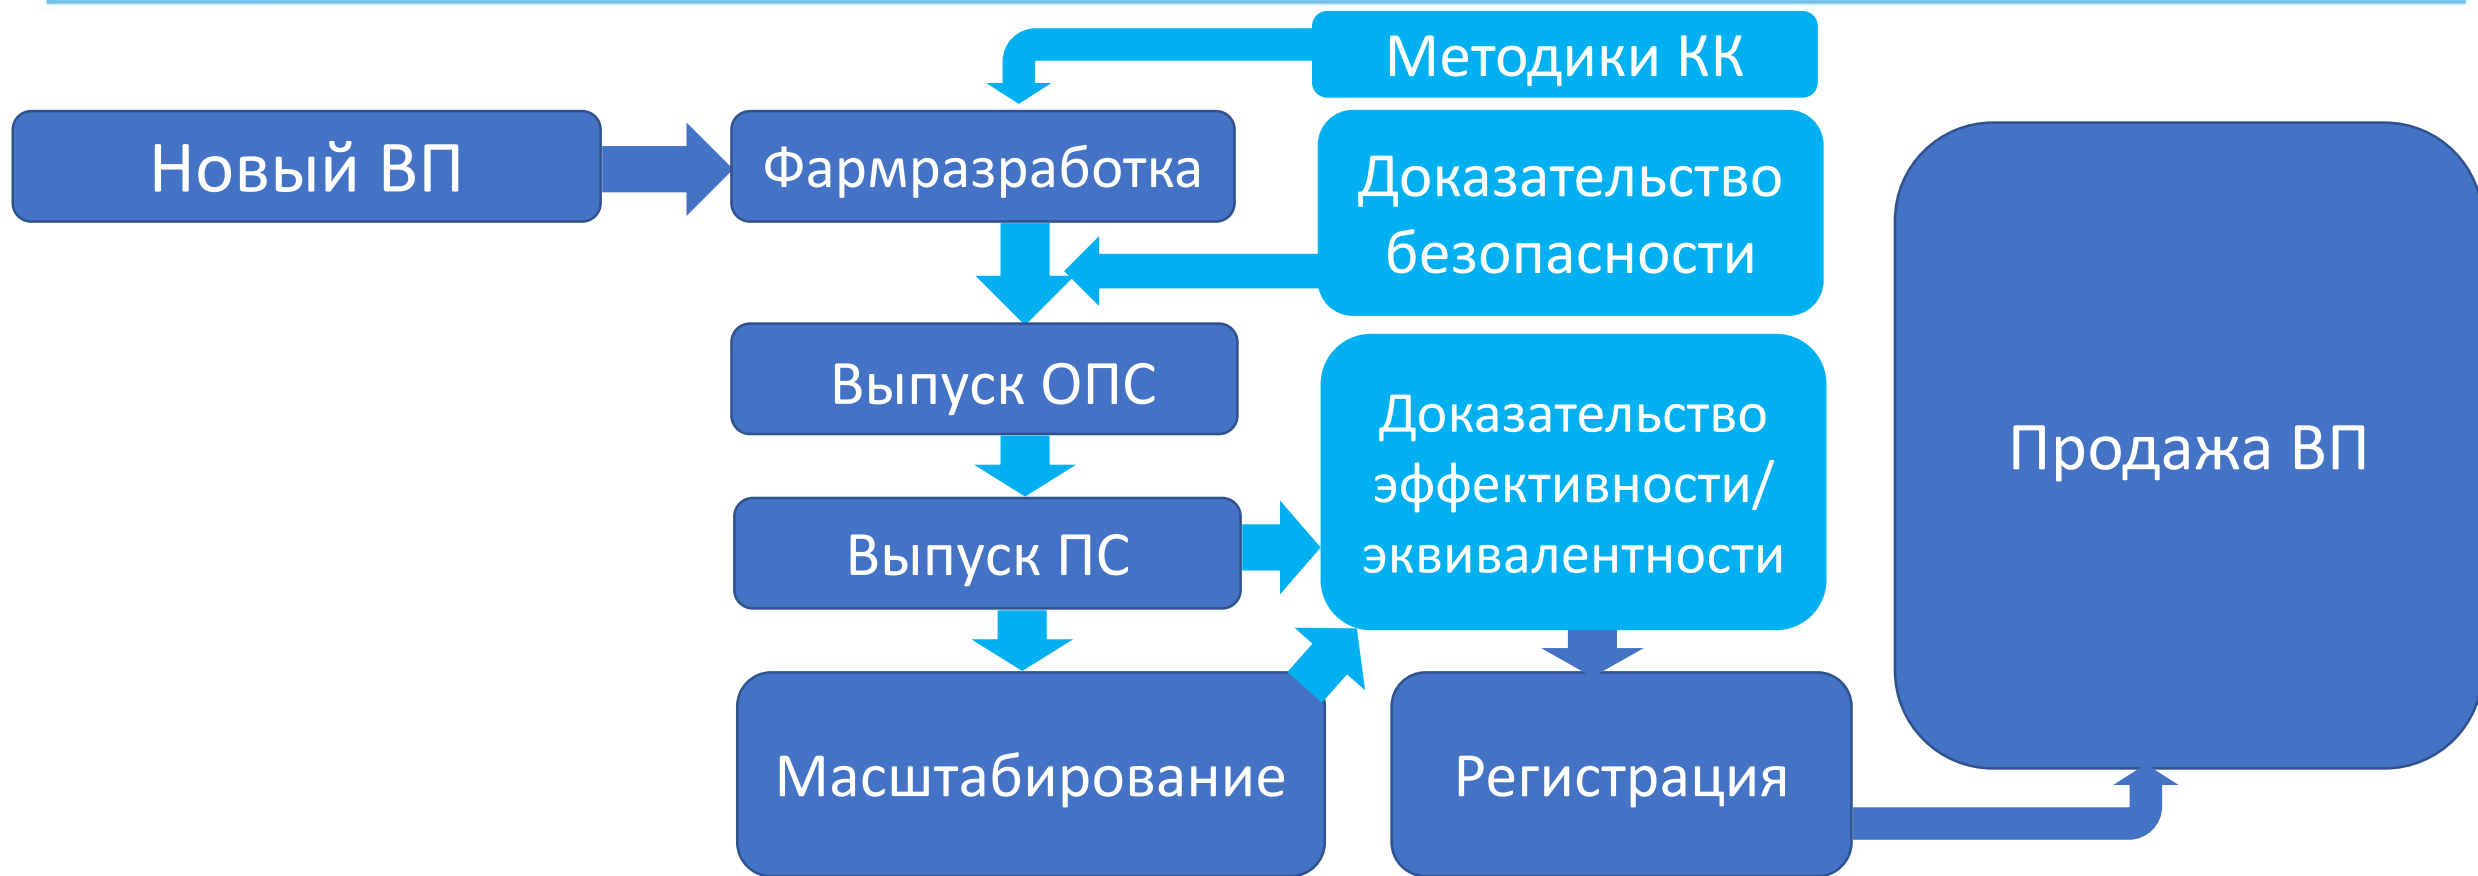 Методики КК
Новый ВП
Фармразработка
Доказательство
безопасности
Выпуск ОПС
Доказательство
эффективности/
эквивалентности
Выпуск ПС
Продажа ВП
Масштабирование
Регистрация